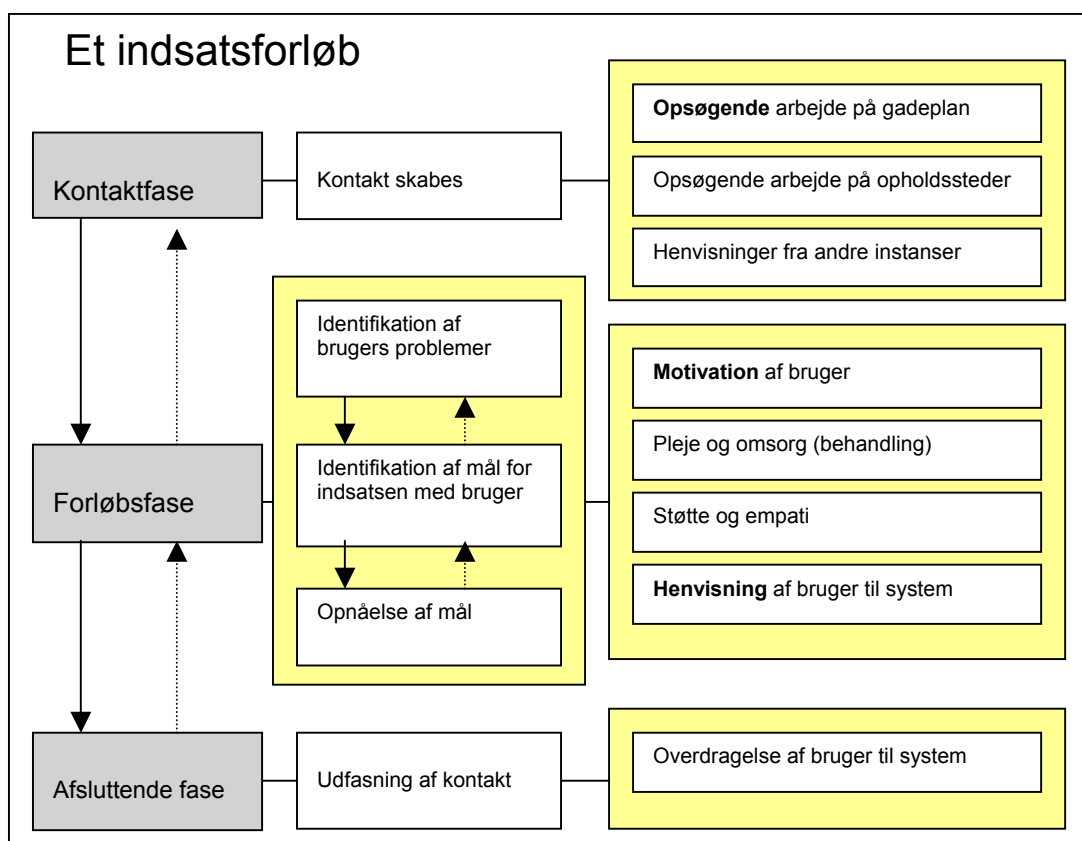 Et indsatsforløb
Kontaktfase
Kontakt skabes
Opsøgende arbejde på gadeplan
Opsøgende arbejde på opholdssteder
Henvisninger fra andre instanser
Forløbsfase
Identifikation af
brugers problemer
Identifikation af mål for
indsatsen med bruger
Opnåelse af mål
Motivation af bruger
Pleje og omsorg (behandling)
Støtte og empati
Henvisning af bruger til system
Afsluttende fase
Udfasning af kontakt
Overdragelse af bruger til system